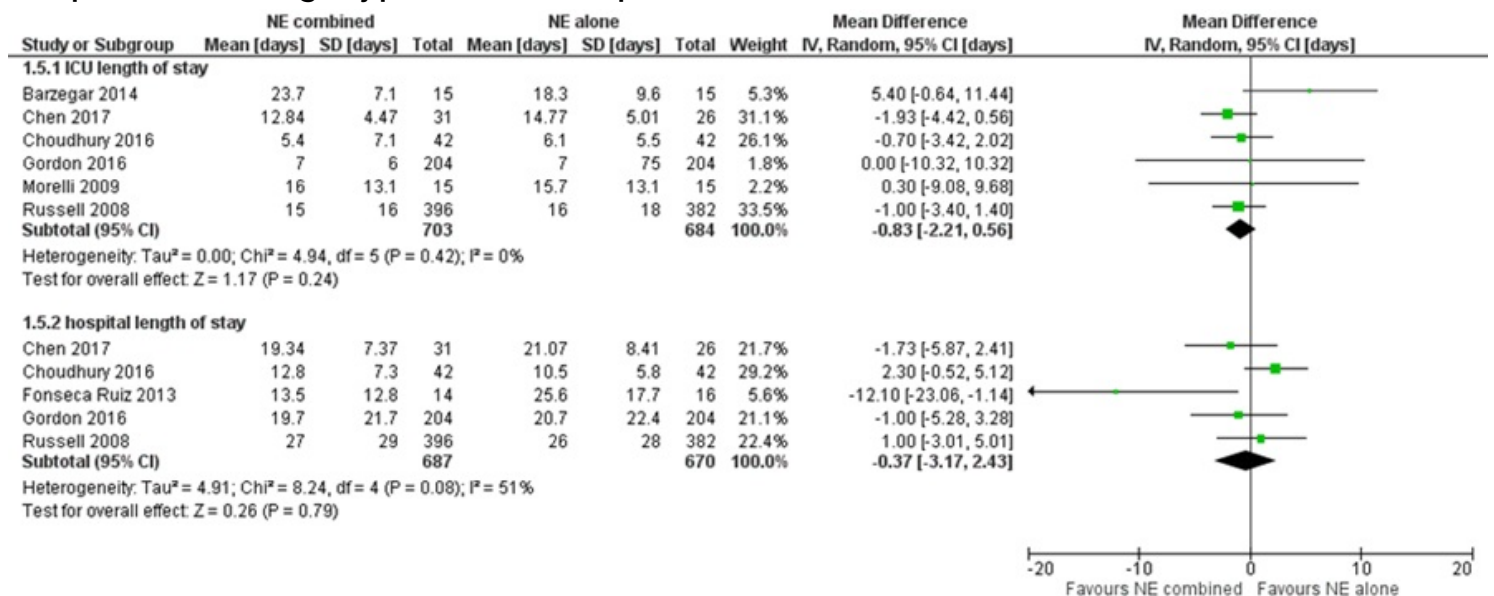 NE combined NE alone Mean Difference Mean Difference
Study or Subgroup Mean [days] SD [days] Total Mean [days] SD [days] Total Weight IV, Random, 95% CI [days] IV, Random, 95% CI [days]
1.5.1 ICU length of stay
Barzegar 2014 23.7 7.1 15 18.3 9.6 15 5.3% 5.40 [-0.64, 11.44]
Chen 2017 12.84 4.47 31 14.77 5.01 26 31.1% -1.93 [-4.42, 0.56]
Choudhury 2016 5.4 7.1 42 6.1 5.5 42 26.1% -0.70 [-3.42, 2.02]
Gordon 2016 7 6 204 7 75 204 1.8% 0.00 [-10.32, 10.32]
Morelli 2009 16 13.1 15 15.7 13.1 15 2.2% 0.30 [-9.08, 9.68]
Russell 2008 15 16 396 16 18 382 33.5% -1.00 [-3.40, 1.40]
Subtotal (95% CI) 703 684 100.0% -0.83 [-2.21, 0.56]
Heterogeneity: Tau² = 0.00; Chi² = 4.94, df = 5 (P = 0.42); I² = 0%
Test for overall effect: Z = 1.17 (P = 0.24)
1.5.2 hospital length of stay
Chen 2017 19.34 7.37 31 21.07 8.41 26 21.7% -1.73 [-5.87, 2.41]
Choudhury 2016 12.8 7.3 42 10.5 5.8 42 29.2% 2.30 [-0.52, 5.12]
Fonseca Ruiz 2013 13.5 12.8 14 25.6 17.7 16 5.6% -12.10 [-23.06, -1.14]
Gordon 2016 19.7 21.7 204 20.7 22.4 204 21.1% -1.00 [-5.28, 3.28]
Russell 2008 27 29 396 26 28 382 22.4% 1.00 [-3.01, 5.01]
Subtotal (95% CI) 687 670 100.0% -0.37 [-3.17, 2.43]
Heterogeneity: Tau² = 4.91; Chi² = 8.24, df = 4 (P = 0.08); I² = 51%
Test for overall effect: Z = 0.26 (P = 0.79)
-20 -10 0 10 20
Favours NE combined Favours NE alone